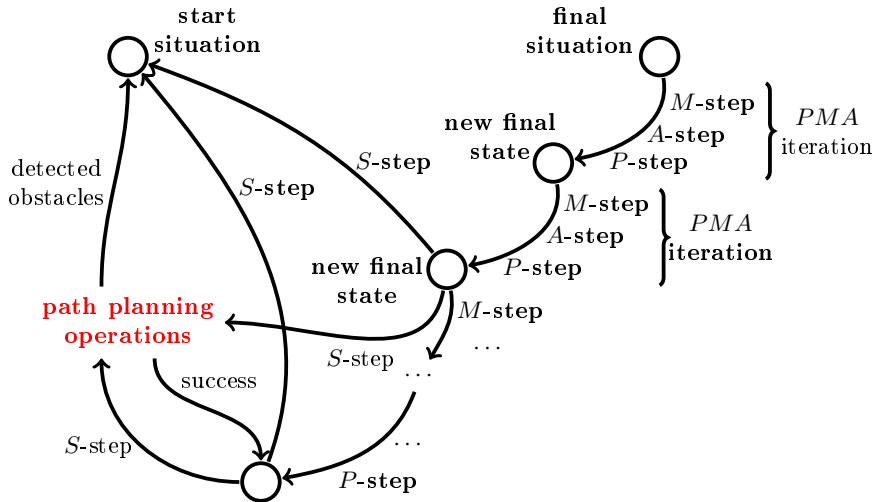 start
situation
final
situation
M-step
A-step
P-step
PMA
iteration
new final
state
M-step
A-step
P-step
PMA
iteration
S-step
S-step
detected
obstacles
new final
state
M-step
...
path planning
operations
S-step
...
success
S-step
...
P-step